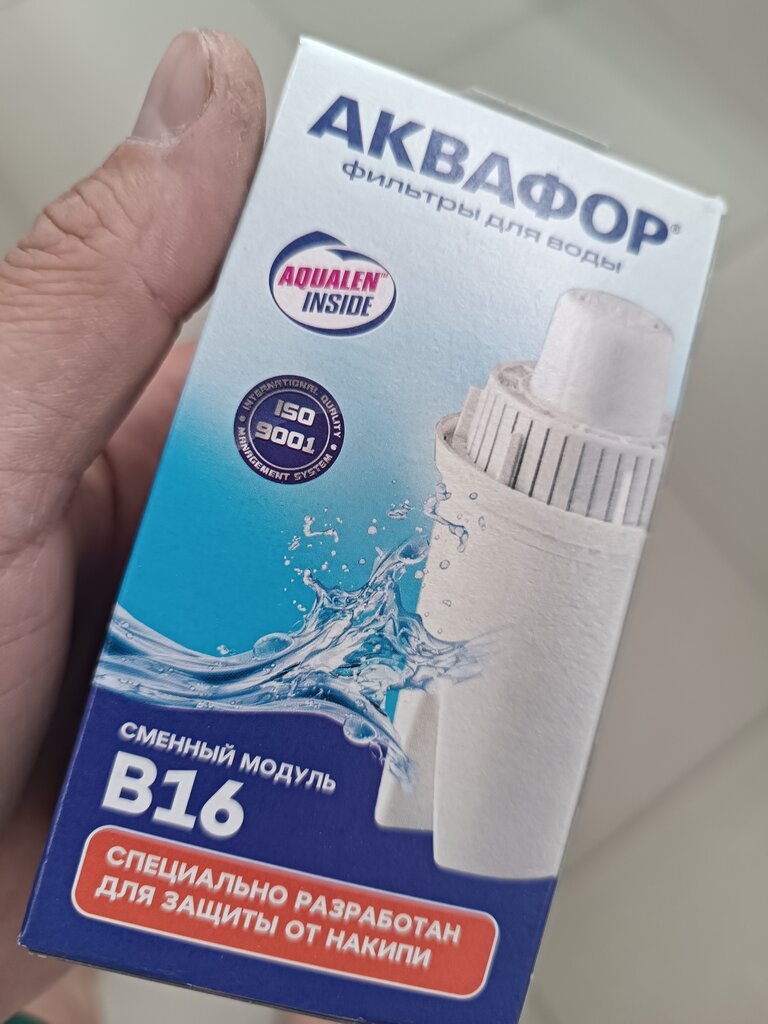 АКВАФОР®
фильтры для воды
AQUALEN™
INSIDE
INTERNATIONAL QUALITY
ISO
9001
MANAGEMENT SYSTEM
СМЕННЫЙ МОДУЛЬ
В16
СПЕЦИАЛЬНО РАЗРАБОТАН
ДЛЯ ЗАЩИТЫ ОТ НАКИПИ